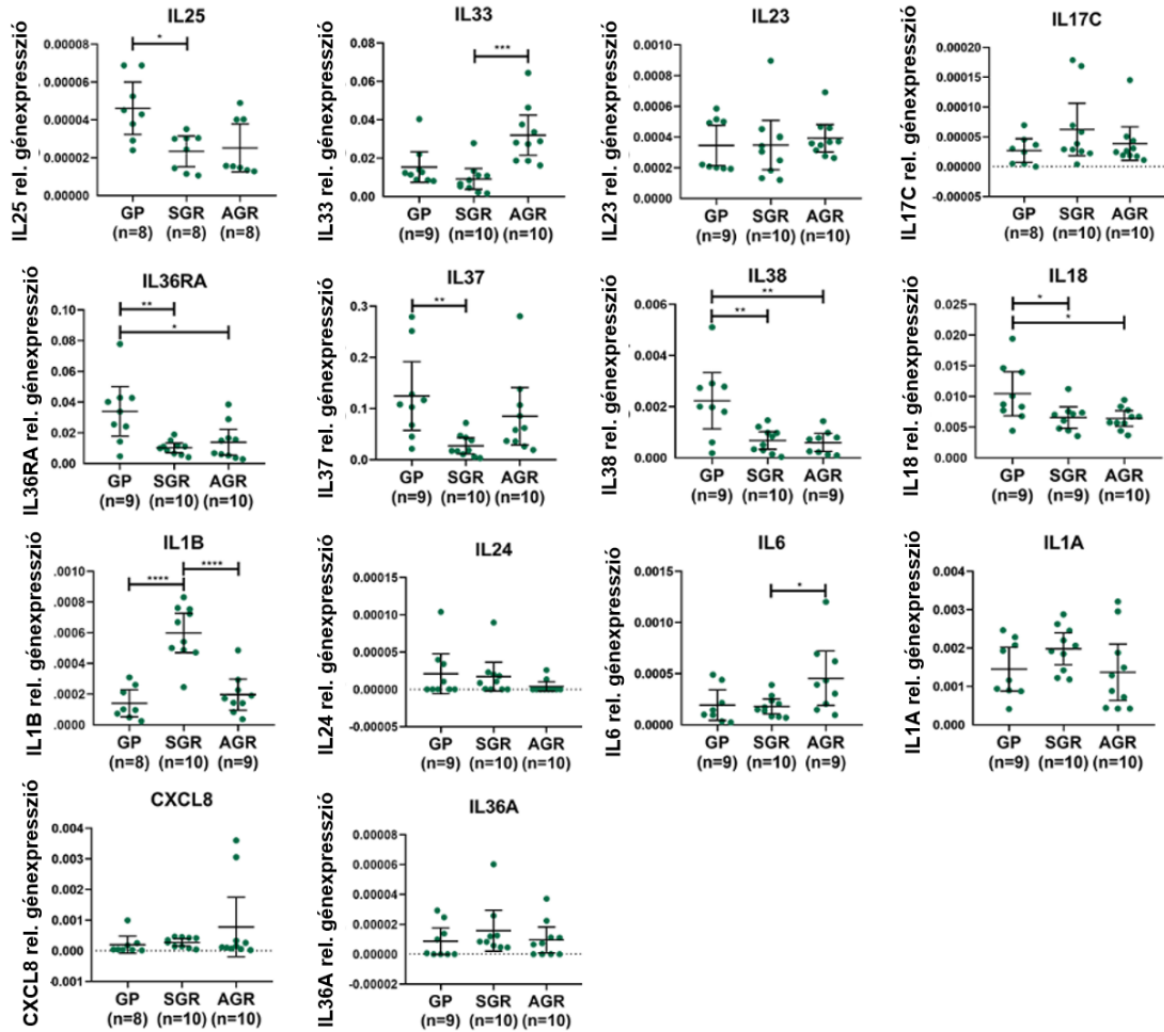 IL25
IL25 rel. génexpresszió
0.00008
0.00006
0.00004
0.00002
0.00000
*
GP SGR AGR
(n=8) (n=8) (n=8)
IL33
IL33 rel. génexpresszió
0.08
0.06
0.04
0.02
0.00
***
GP SGR AGR
(n=9) (n=10) (n=10)
IL23
IL23 rel. génexpresszió
0.0010
0.0008
0.0006
0.0004
0.0002
0.0000
GP SGR AGR
(n=9) (n=10) (n=10)
IL17C
IL17C rel. génexpresszió
0.00020
0.00015
0.00010
0.00005
0.00000
-0.00005
GP SGR AGR
(n=8) (n=10) (n=10)
IL36RA
IL36RA rel. génexpresszió
0.10
0.08
0.06
0.04
0.02
0.00
**
*
GP SGR AGR
(n=9) (n=10) (n=10)
IL37
IL37 rel. génexpresszió
0.3
0.2
0.1
0.0
**
GP SGR AGR
(n=9) (n=10) (n=10)
IL38
IL38 rel. génexpresszió
0.006
0.004
0.002
0.000
**
**
GP SGR AGR
(n=9) (n=10) (n=9)
IL18
IL18 rel. génexpresszió
0.025
0.020
0.015
0.010
0.005
0.000
*
*
GP SGR AGR
(n=9) (n=9) (n=10)
IL1B
IL1B rel. génexpresszió
.0010
.0008
.0006
.0004
.0002
.0000
**** ****
GP SGR AGR
(n=8) (n=10) (n=9)
IL24
IL24 rel. génexpresszió
0.00015
0.00010
0.00005
0.00000
-0.00005
GP SGR AGR
(n=9) (n=10) (n=10)
IL6
IL6 rel. génexpresszió
0.0015
0.0010
0.0005
0.0000
*
GP SGR AGR
(n=9) (n=10) (n=9)
IL1A
IL1A rel. génexpresszió
0.004
0.003
0.002
0.001
0.000
GP SGR AGR
(n=9) (n=10) (n=10)
CXCL8
CXCL8 rel. génexpresszió
0.004
0.003
0.002
0.001
0.000
-0.001
GP SGR AGR
(n=8) (n=10) (n=10)
IL36A
IL36A rel. génexpresszió
0.00008
0.00006
0.00004
0.00002
0.00000
-0.00002
GP SGR AGR
(n=9) (n=10) (n=10)